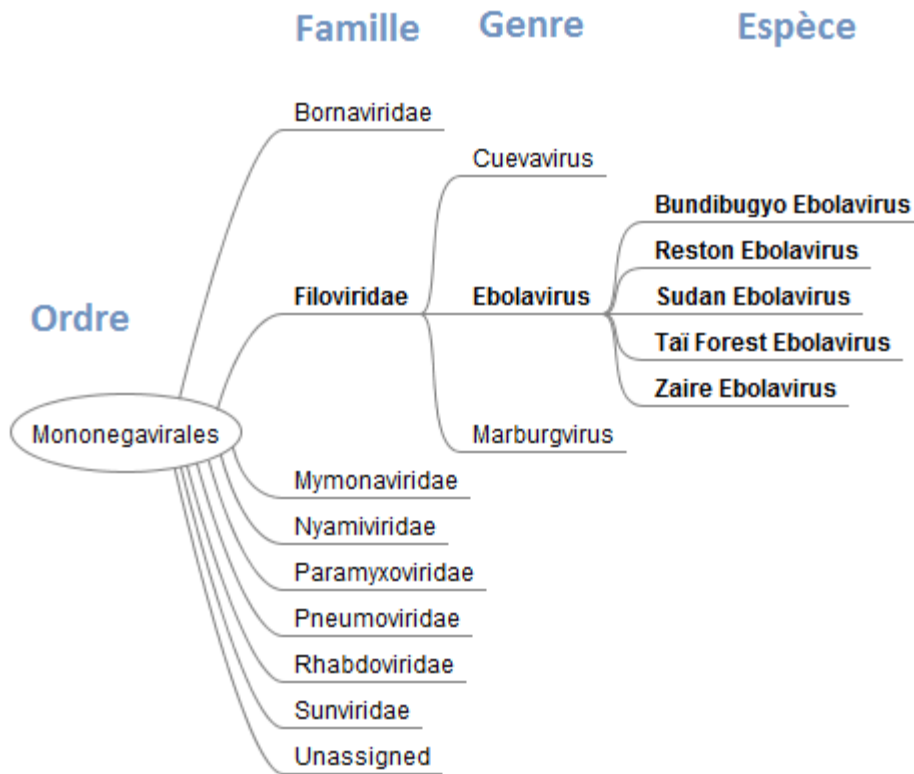 Famille
Genre
Espèce
Bornaviridae
Cuevavirus
Bundibugyo Ebolavirus
Reston Ebolavirus
Filoviridae
Ebolavirus
Sudan Ebolavirus
Ordre
Taï Forest Ebolavirus
Zaire Ebolavirus
Mononegavirales
Marburgvirus
Mymonaviridae
Nyamiviridae
Paramyxoviridae
Pneumoviridae
Rhabdoviridae
Sunviridae
Unassigned